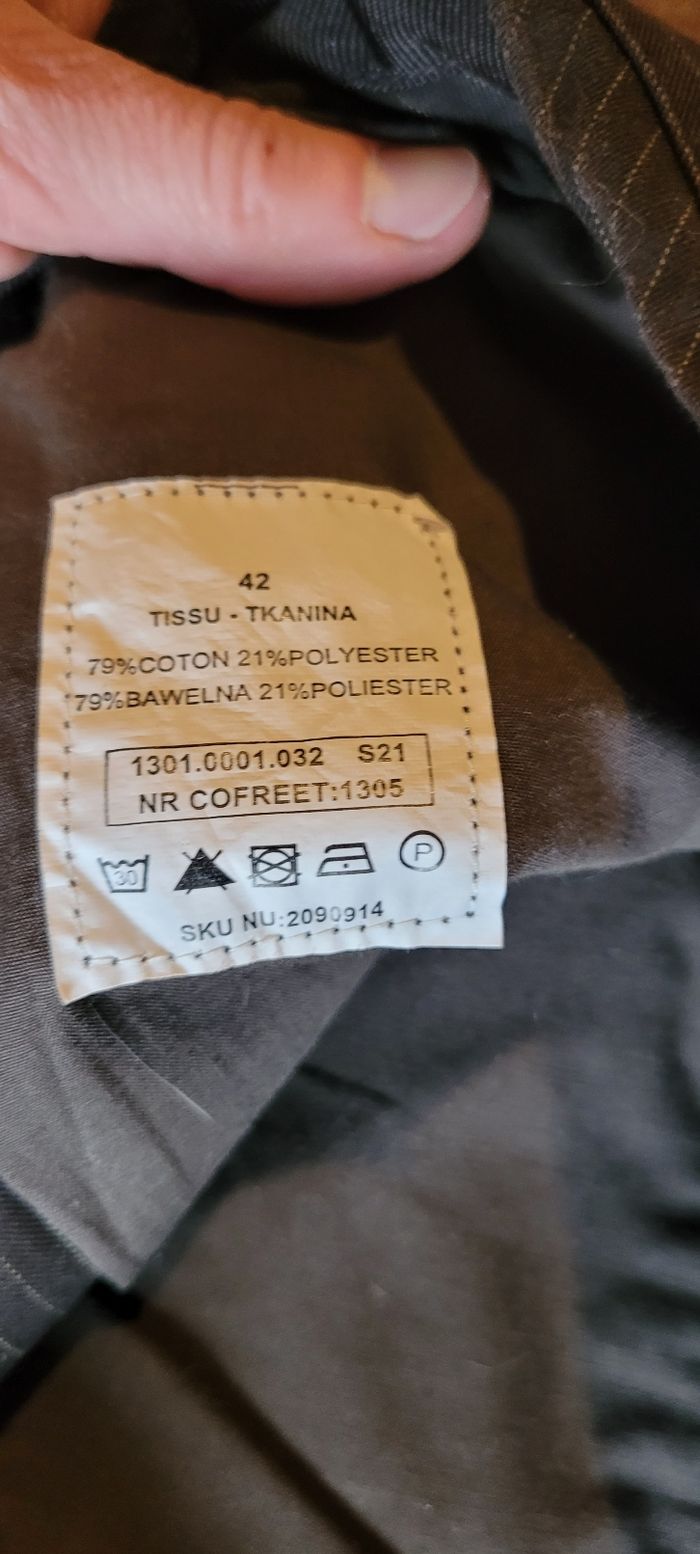 42
TISSU - TKANINA
79%COTON 21%POLYESTER
79%BAWELNA 21%POLIESTER
1301.0001.032 S21
NR COFREET:1305
30
P
SKU NU:2090914